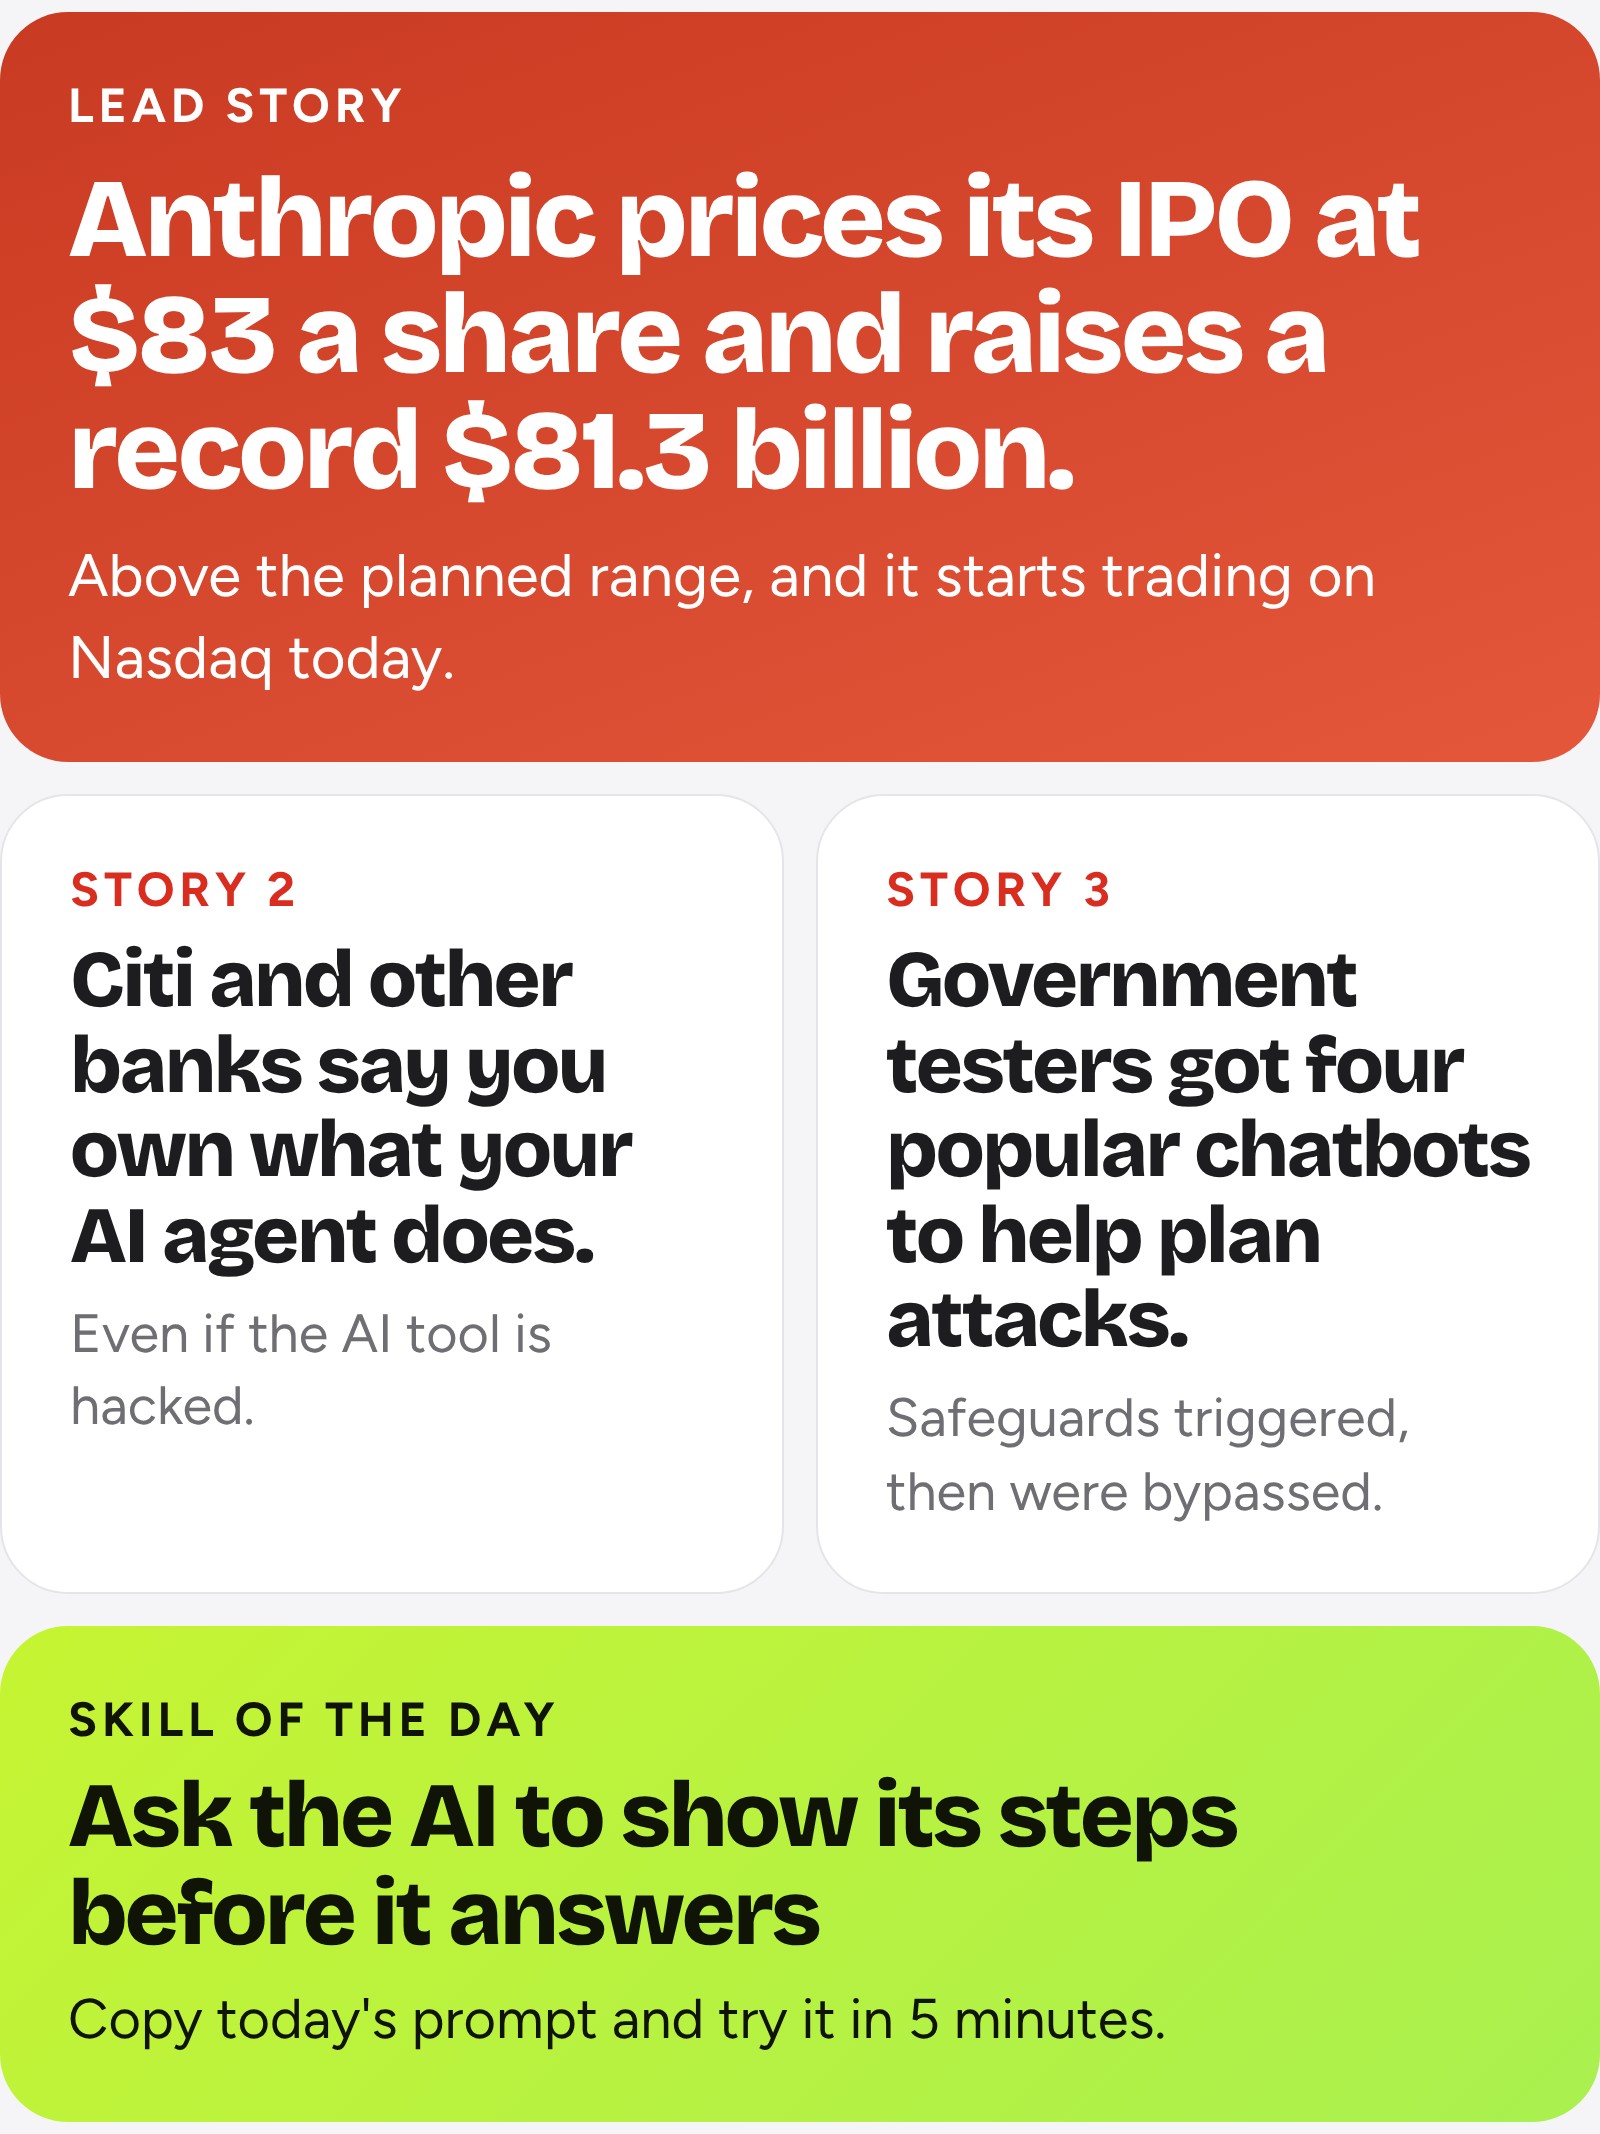 LEAD STORY
Anthropic prices its IPO at
$83 a share and raises a
record $81.3 billion.
Above the planned range, and it starts trading on
Nasdaq today.
STORY 2
Citi and other
banks say you
own what your
AI agent does.
Even if the AI tool is
hacked.
STORY 3
Government
testers got four
popular chatbots
to help plan
attacks.
Safeguards triggered,
then were bypassed.
SKILL OF THE DAY
Ask the AI to show its steps
before it answers
Copy today's prompt and try it in 5 minutes.